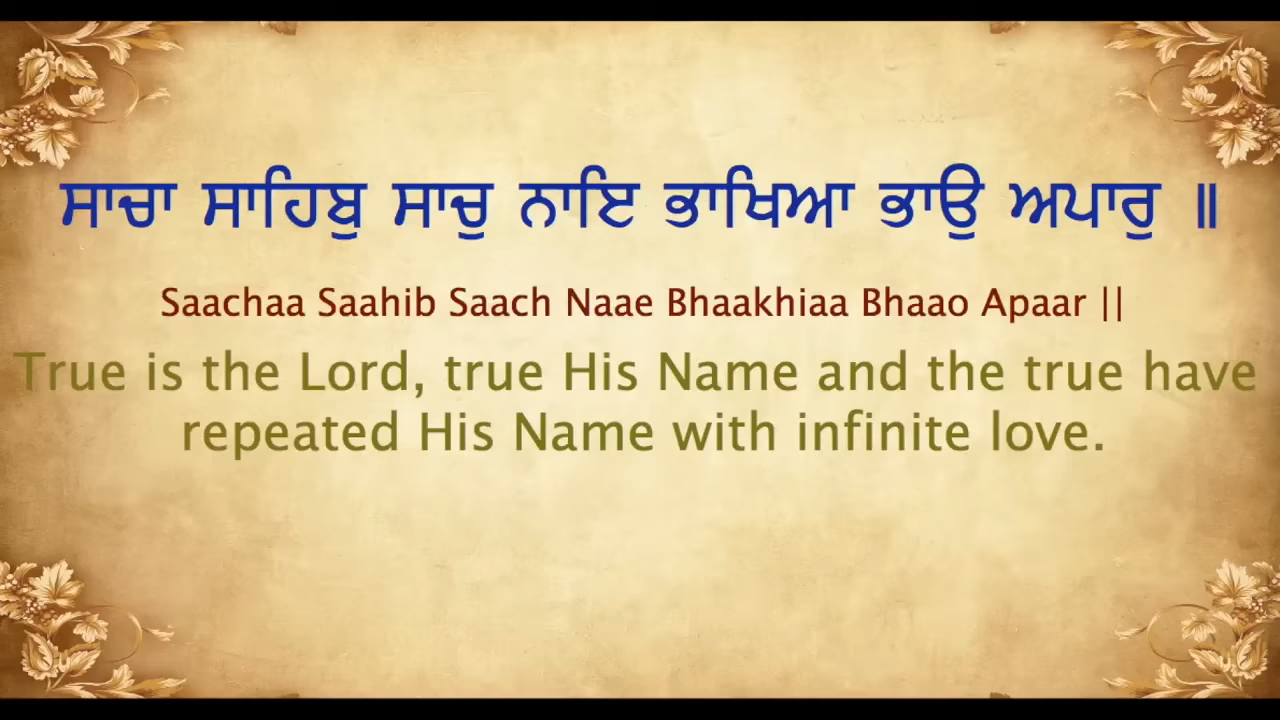 ਸਾਚਾ ਸਾਹਿਬੁ ਸਾਚੁ ਨਾਇ ਭਾਖਿਆ ਭਾਉ ਅਪਾਰੁ ॥
Saachaa Saahib Saach Naae Bhaakhiaa Bhaao Apaar ||
True is the Lord, true His Name and the true have
repeated His Name with infinite love.